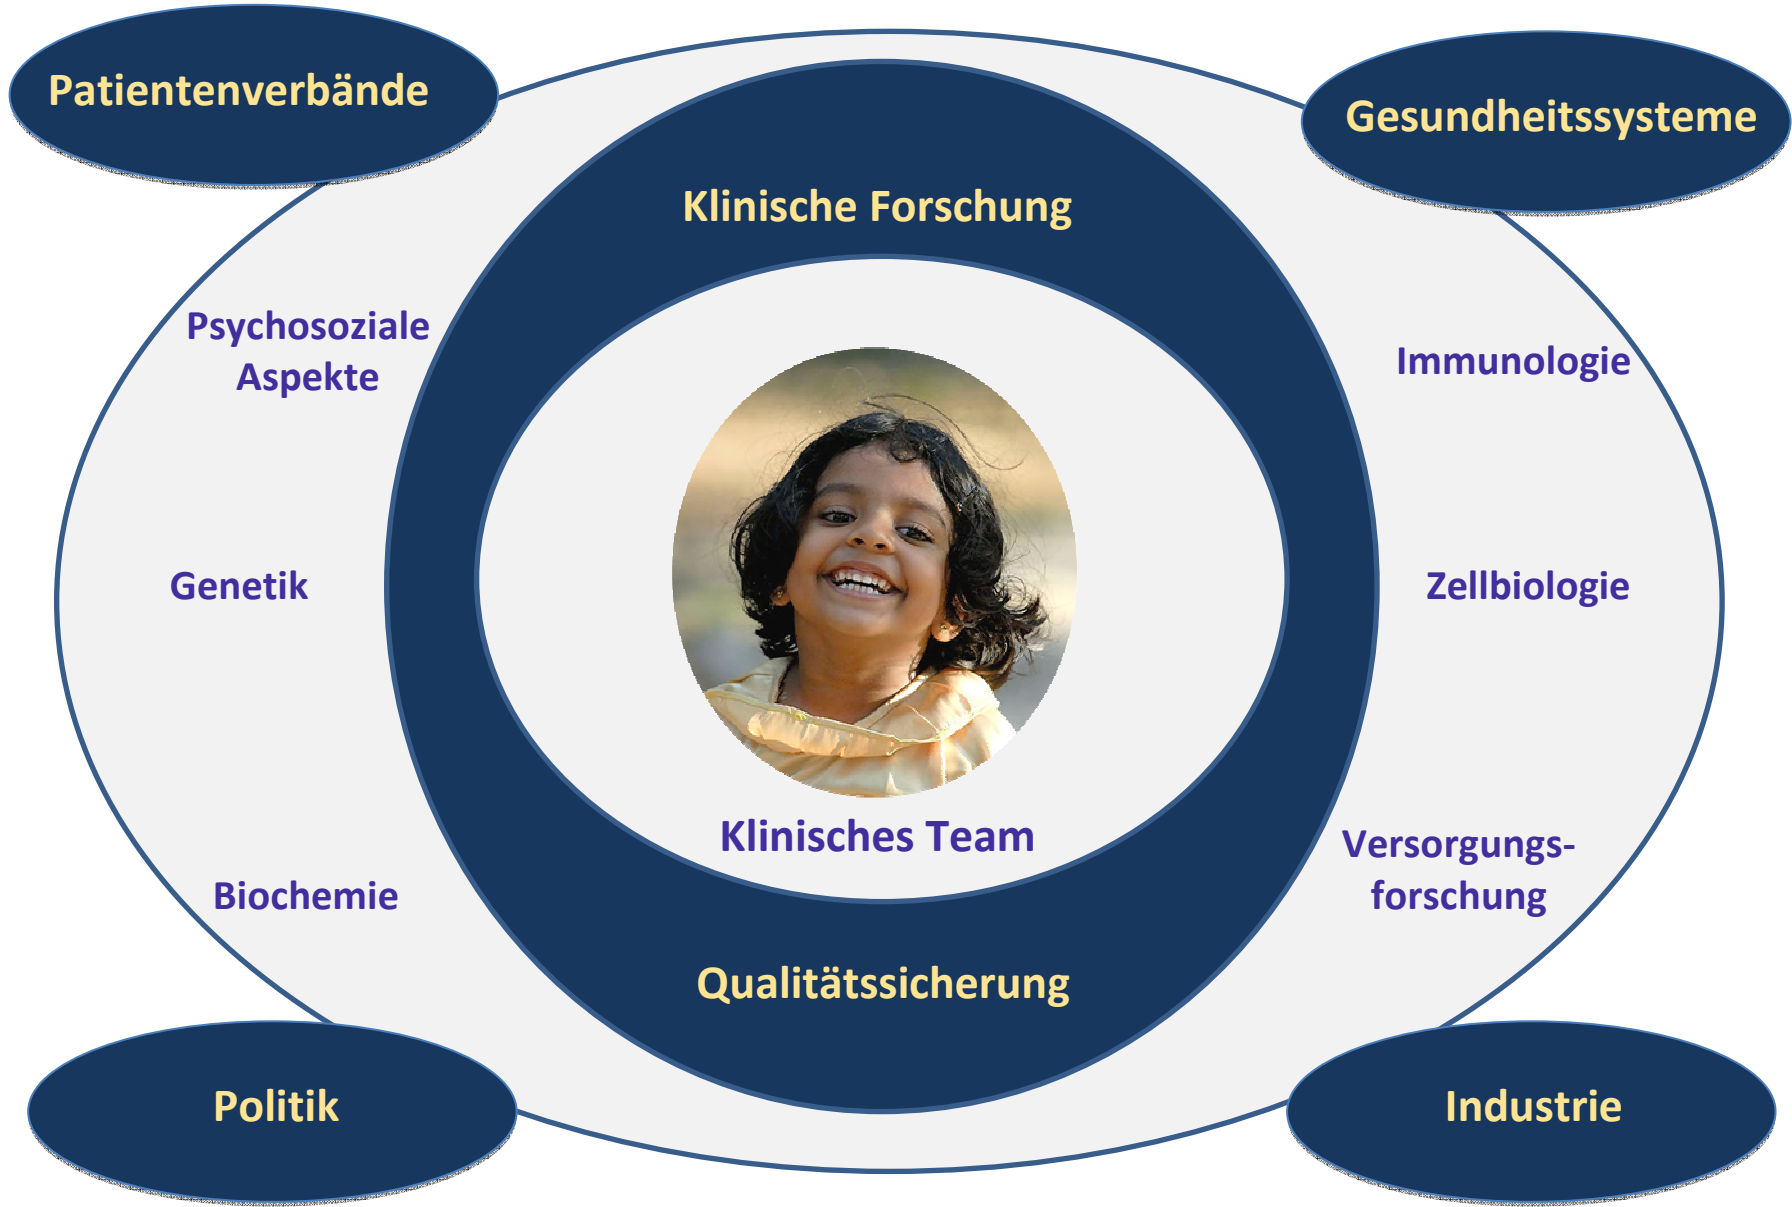 Patientenverbände
Gesundheitssysteme
Klinische Forschung
Psychosoziale
Aspekte
Immunologie
Genetik
Zellbiologie
Klinisches Team
Versorgungs-
forschung
Biochemie
Qualitätssicherung
Politik
Industrie